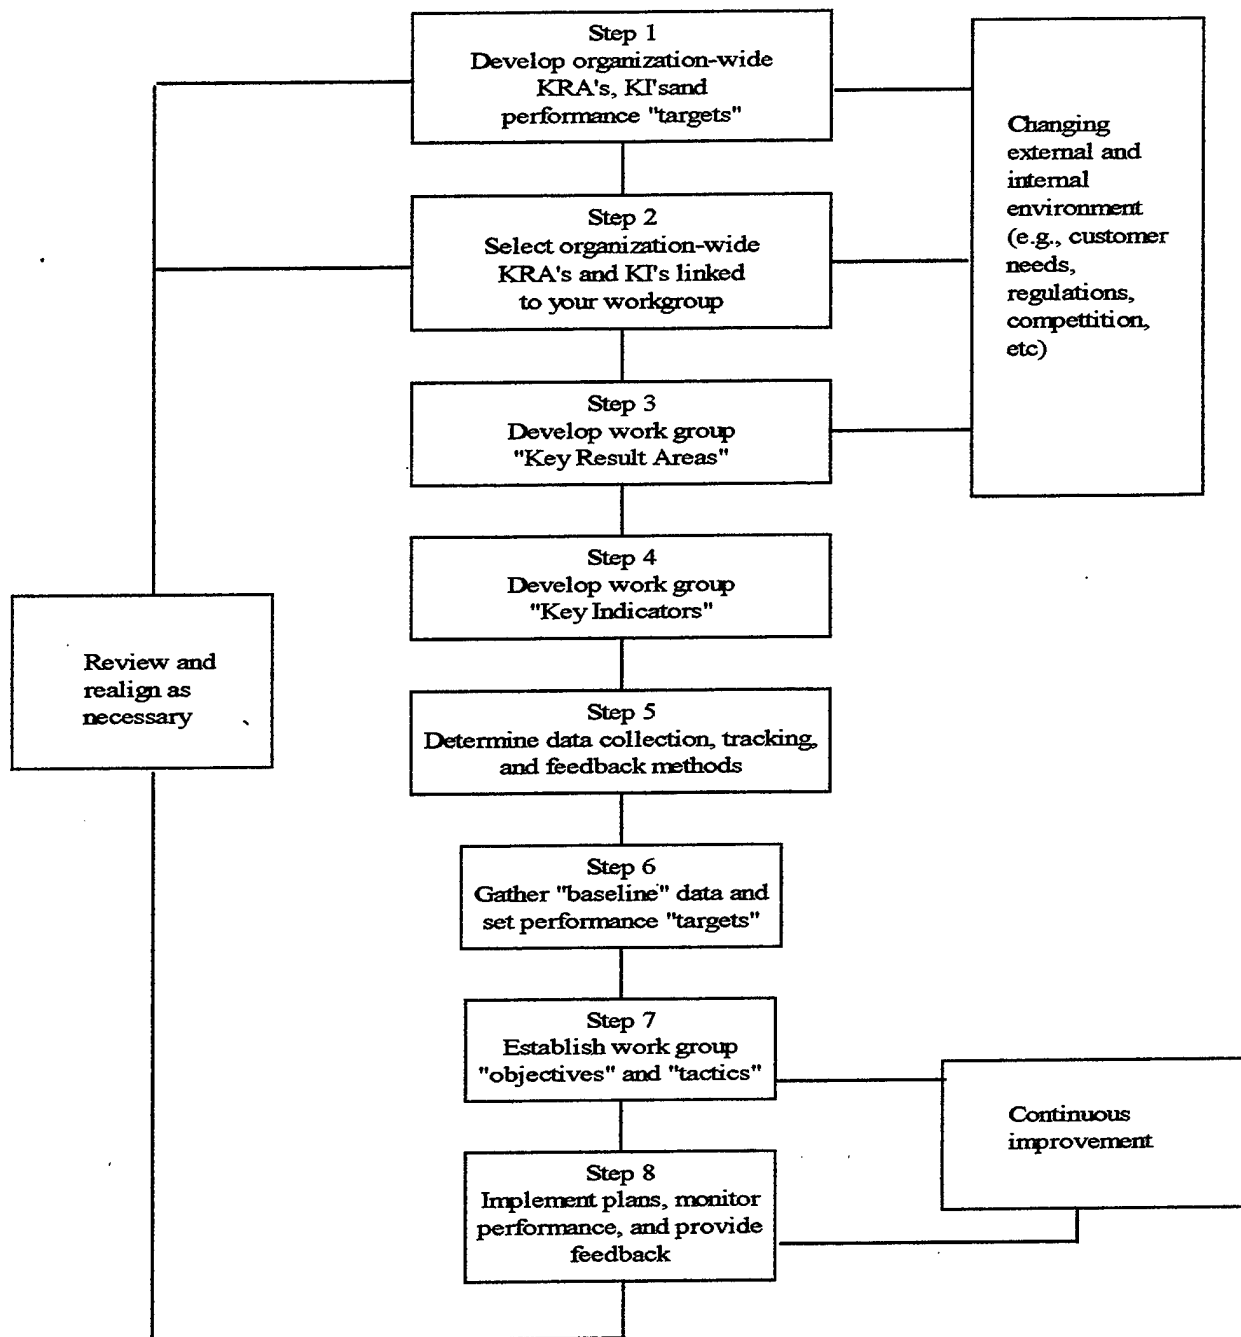 Step 1
Develop organization-wide
KRA's, KI'sand
performance "targets"
Changing
external and
internal
environment
(e.g., customer
needs,
regulations,
compettition,
etc)
Step 2
Select organization-wide
KRA's and KI's linked
to your workgroup
Step 3
Develop work group
"Key Result Areas"
Step 4
Develop work group
"Key Indicators"
Review and
realign as
necessary
Step 5
Determine data collection, tracking,
and feedback methods
Step 6
Gather "baseline" data and
set performance "targets"
Step 7
Establish work group
"objectives" and "tactics"
Continuous
improvement
Step 8
Implement plans, monitor
performance, and provide
feedback